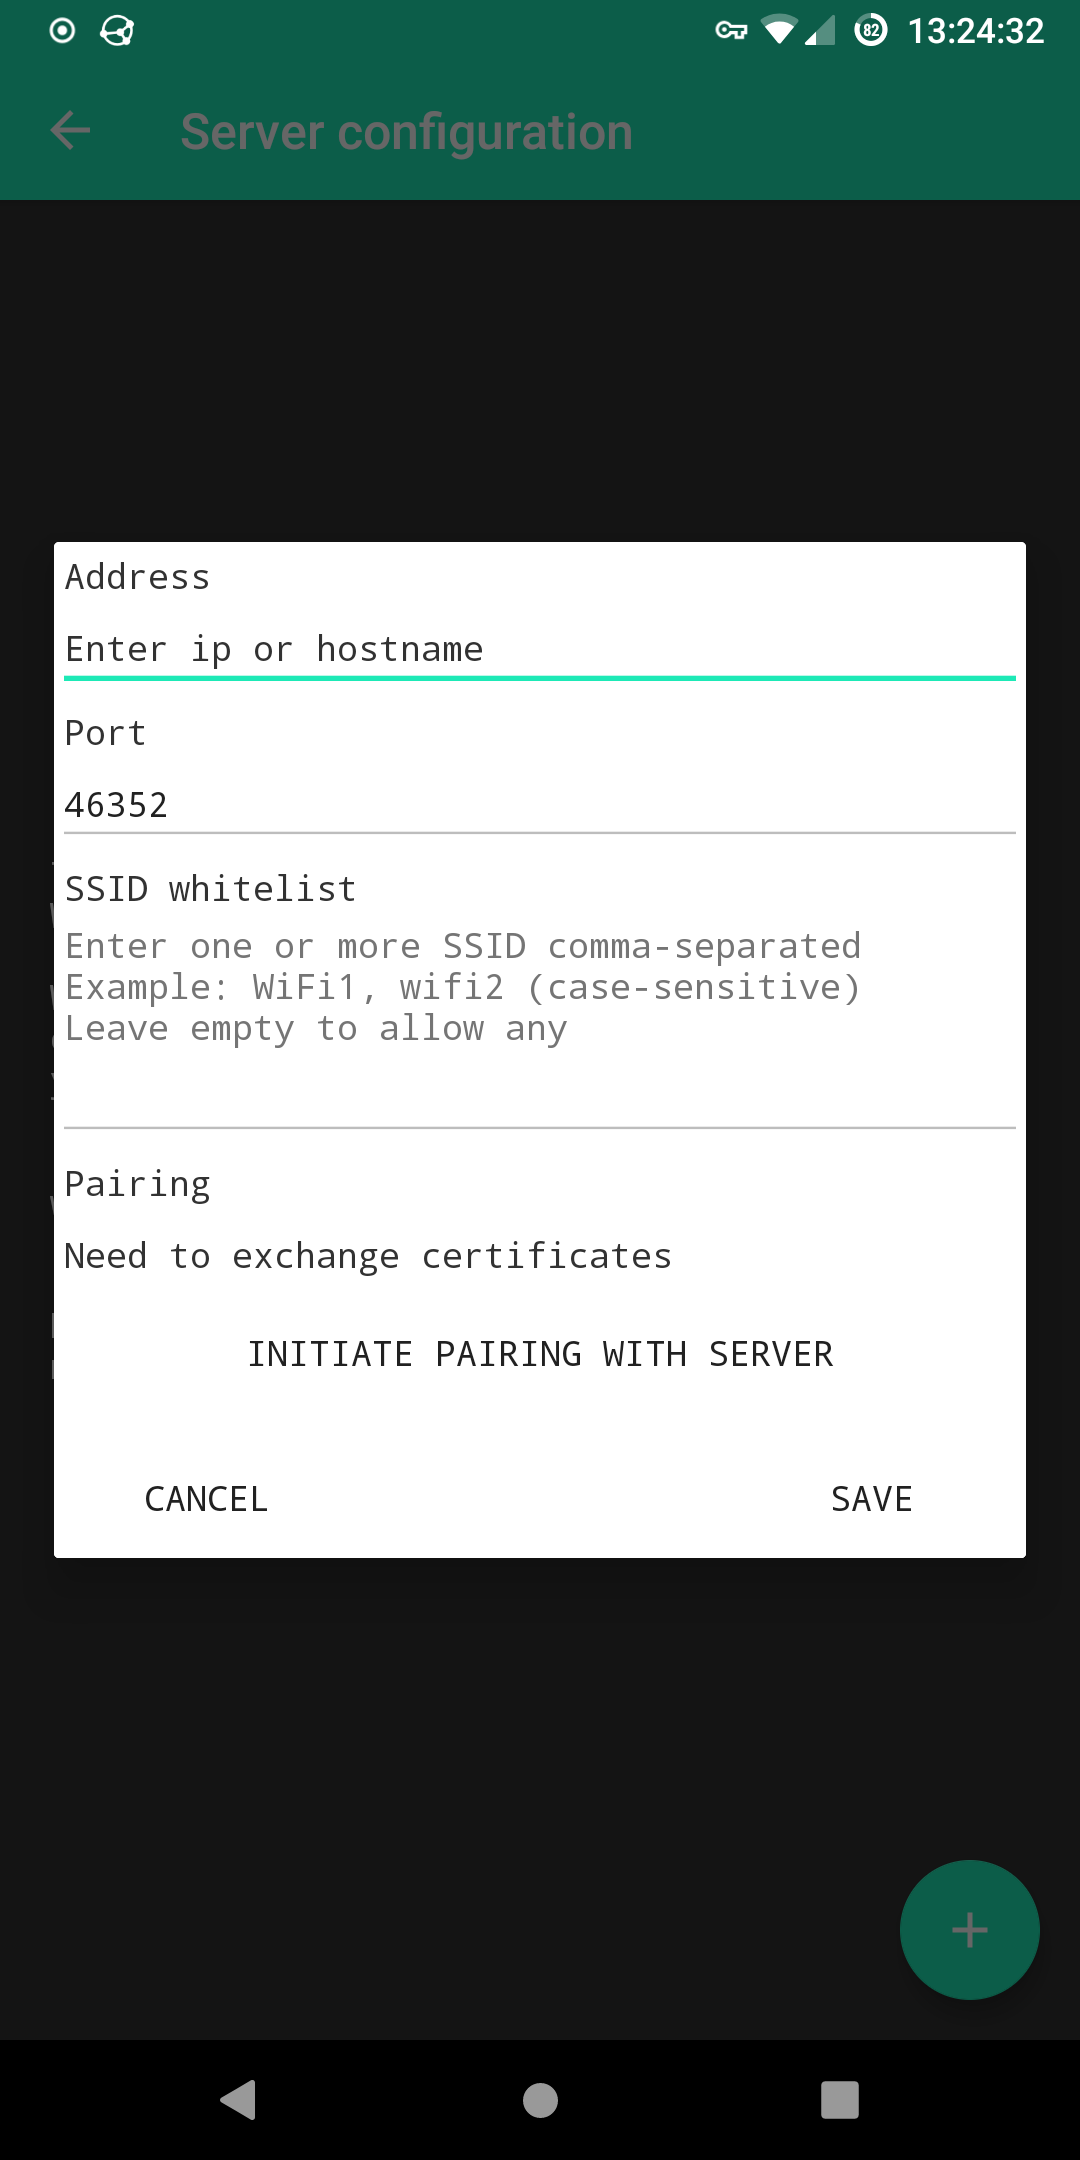 82 13:24:32
Server configuration
Address
Enter ip or hostname
Port
46352
SSID whitelist
Enter one or more SSID comma-separated
Example: WiFi1, wifi2 (case-sensitive)
Leave empty to allow any
Pairing
Need to exchange certificates
INITIATE PAIRING WITH SERVER
CANCEL SAVE